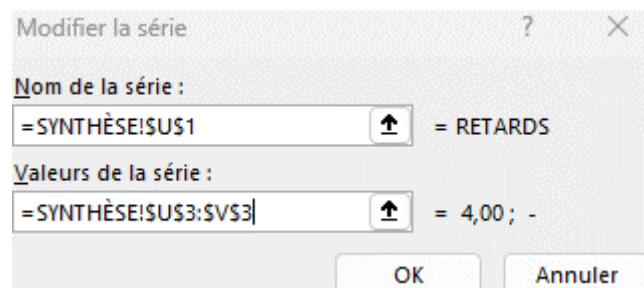 Modifier la série ? ×
Nom de la série :
=SYNTHÈSE!$U$1 = RETARDS
Valeurs de la série :
=SYNTHÈSE!$U$3:$V$3 = 4,00 ; -
OK Annuler